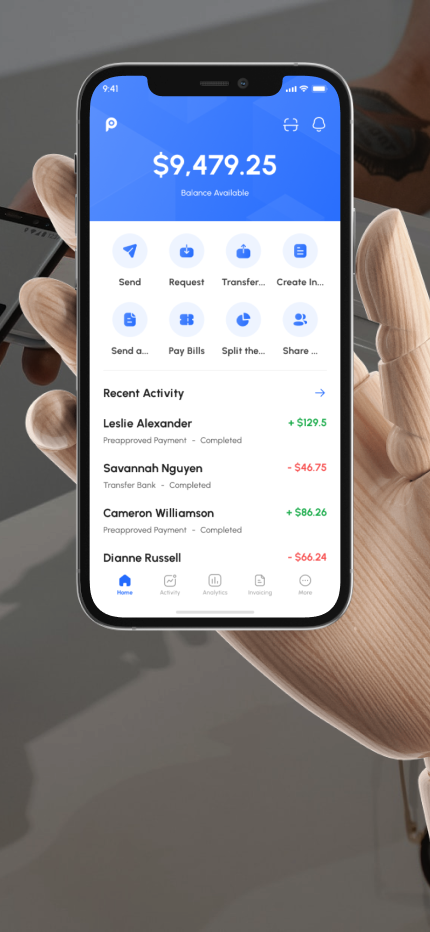 9:41
$9,479.25
Balance Available
Send
Request
Transfer...
Create In...
Send a...
Pay Bills
Split the...
Share ...
Recent Activity
Leslie Alexander
+ $129.5
Preapproved Payment - Completed
Savannah Nguyen
- $46.75
Transfer Bank - Completed
Cameron Williamson
+ $86.26
Preapproved Payment - Completed
Dianne Russell
- $66.24
Home
Activity
Analytics
Invoicing
More